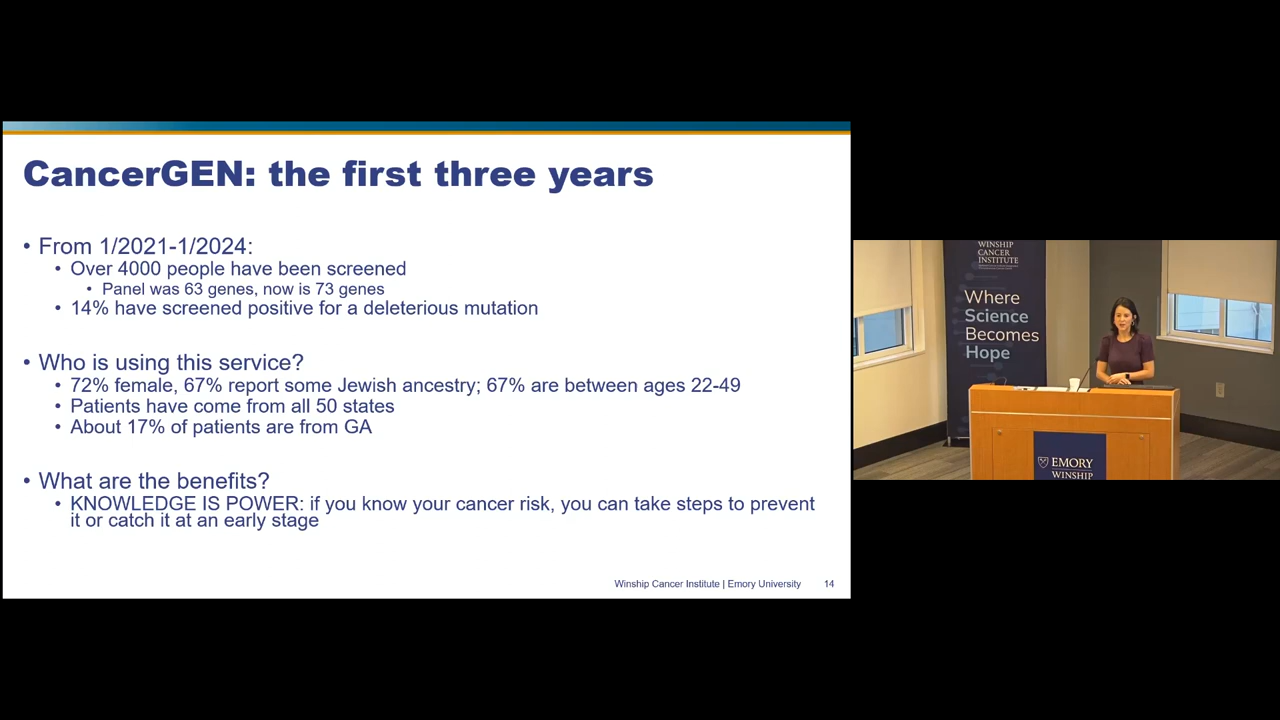 CancerGEN: the first three years
• From 1/2021-1/2024:
• Over 4000 people have been screened
• Panel was 63 genes, now is 73 genes
• 14% have screened positive for a deleterious mutation
• Who is using this service?
• 72% female, 67% report some Jewish ancestry; 67% are between ages 22-49
• Patients have come from all 50 states
• About 17% of patients are from GA
• What are the benefits?
• KNOWLEDGE IS POWER: if you know your cancer risk, you can take steps to prevent
it or catch it at an early stage
Winship Cancer Institute | Emory University 14
WINSHIP
CANCER
INSTITUTE
Where
Science
Becomes
Hope
EMORY
WINSHIP